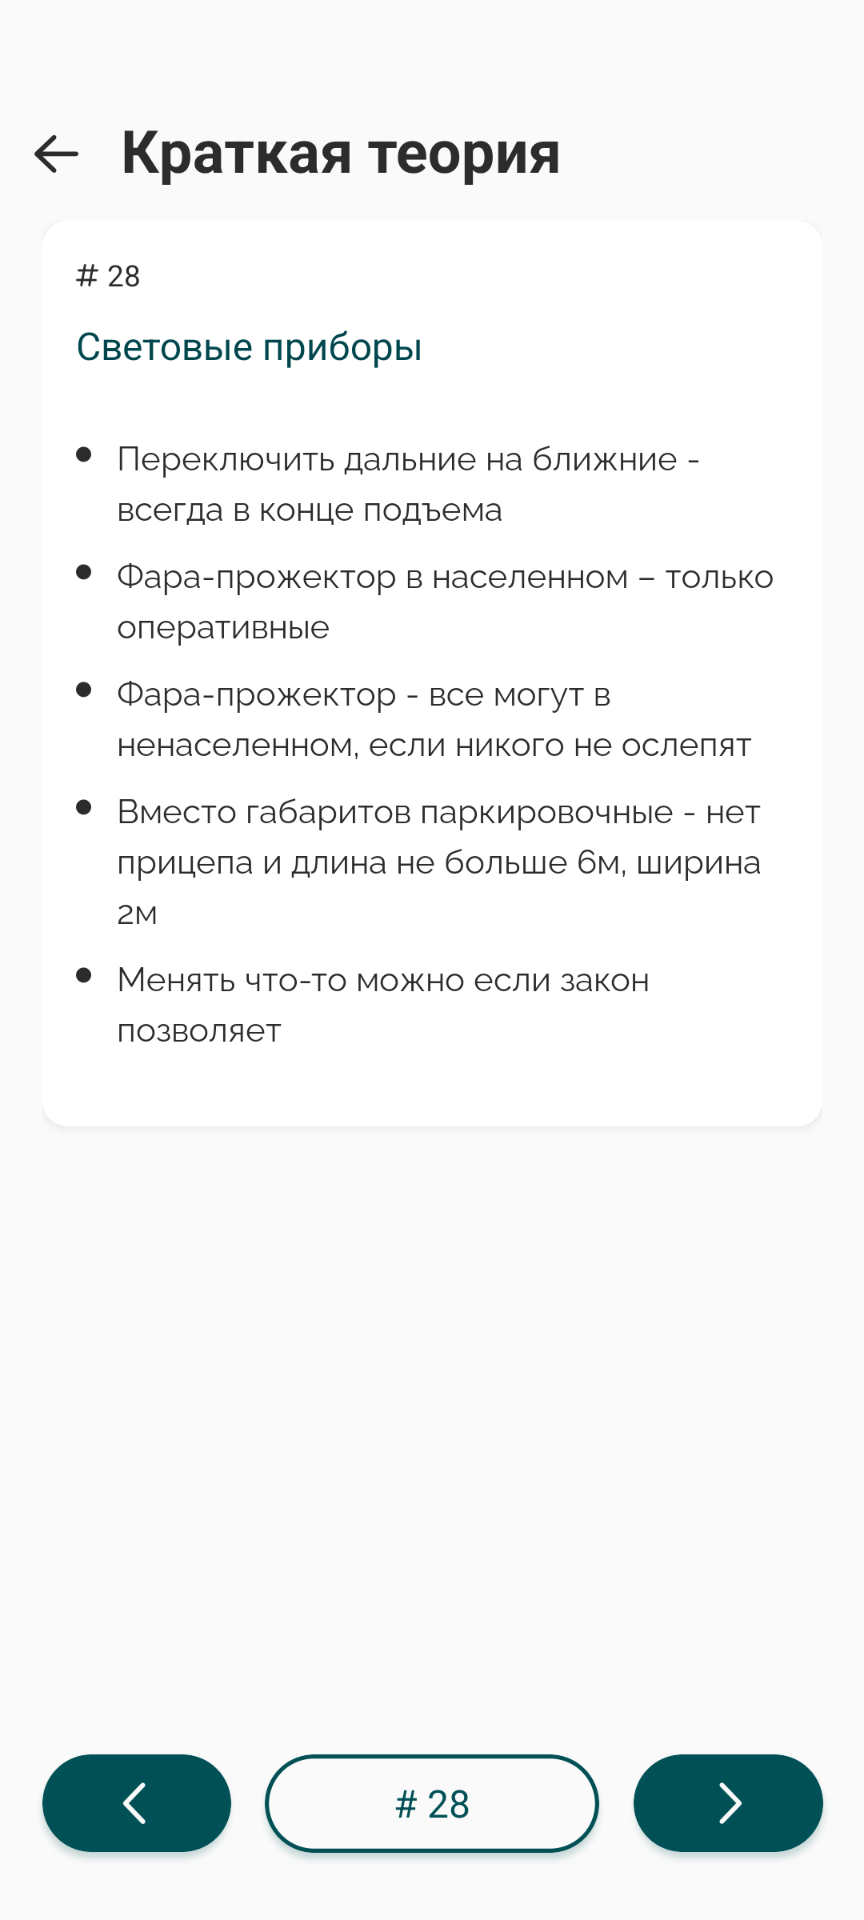 Краткая теория
# 28
Световые приборы
Переключить дальние на ближние -
всегда в конце подъема
Фара-прожектор в населенном – только
оперативные
Фара-прожектор - все могут в
ненаселенном, если никого не ослепят
Вместо габаритов паркировочные - нет
прицепа и длина не больше 6м, ширина
2м
Менять что-то можно если закон
позволяет
# 28